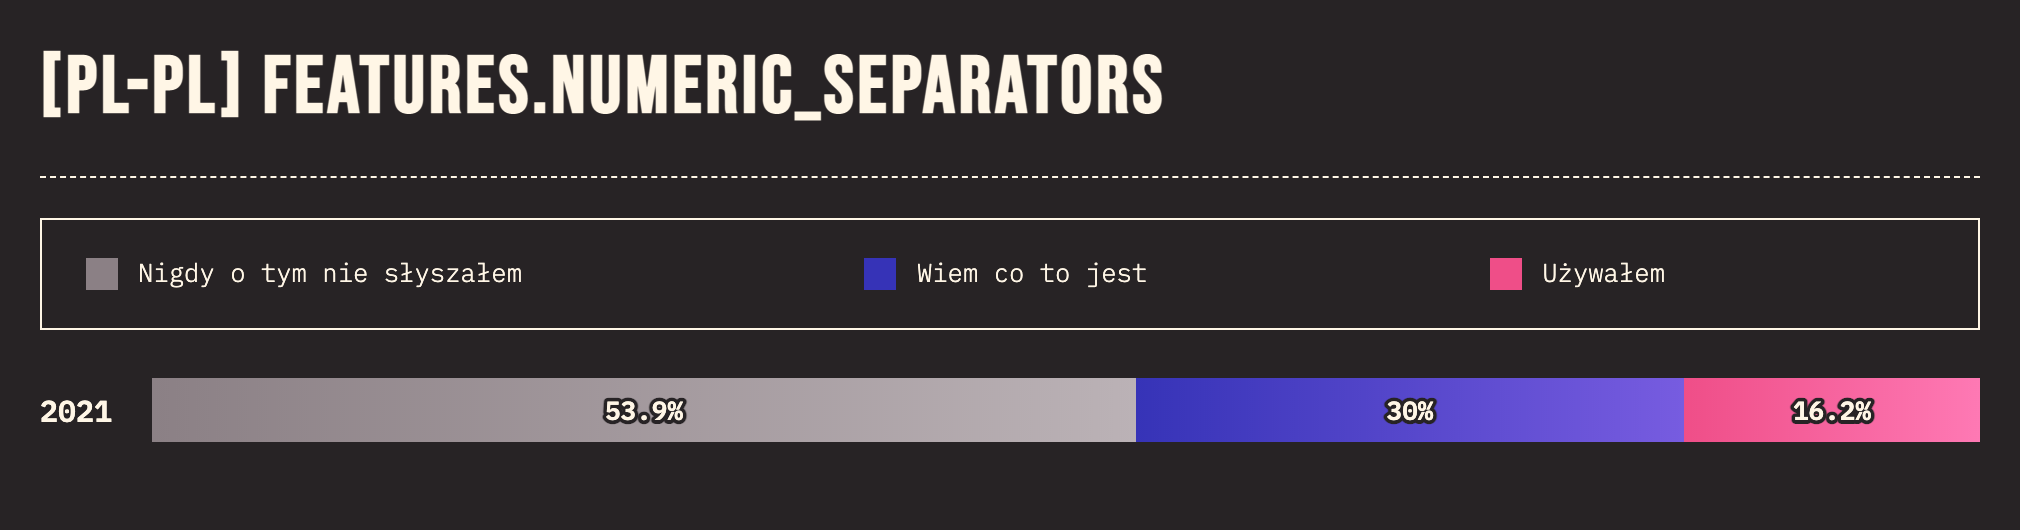 [PL-PL] FEATURES.NUMERIC_SEPARATORS
Nigdy o tym nie słyszałem
Wiem co to jest
Używałem
2021 53.9% 30% 16.2%